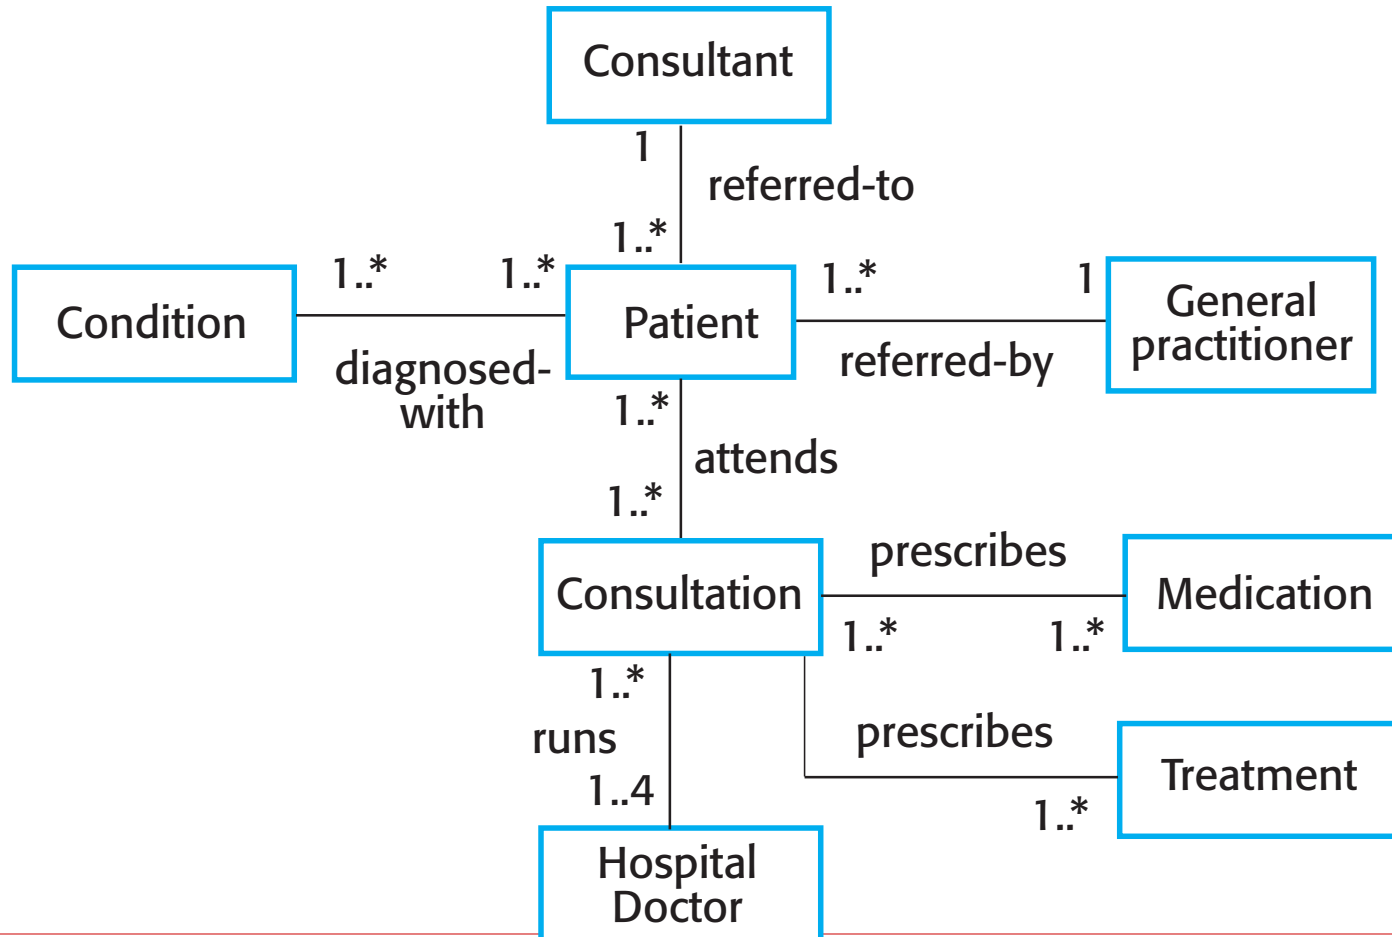 Consultant
1
referred-to
1..*
1..*
1..*
1..*
1
Condition
Patient
General
practitioner
diagnosed-
with
referred-by
1..*
attends
1..*
prescribes
Consultation
Medication
1..*
1..*
1..*
runs
prescribes
1..4
Treatment
1..*
Hospital
Doctor